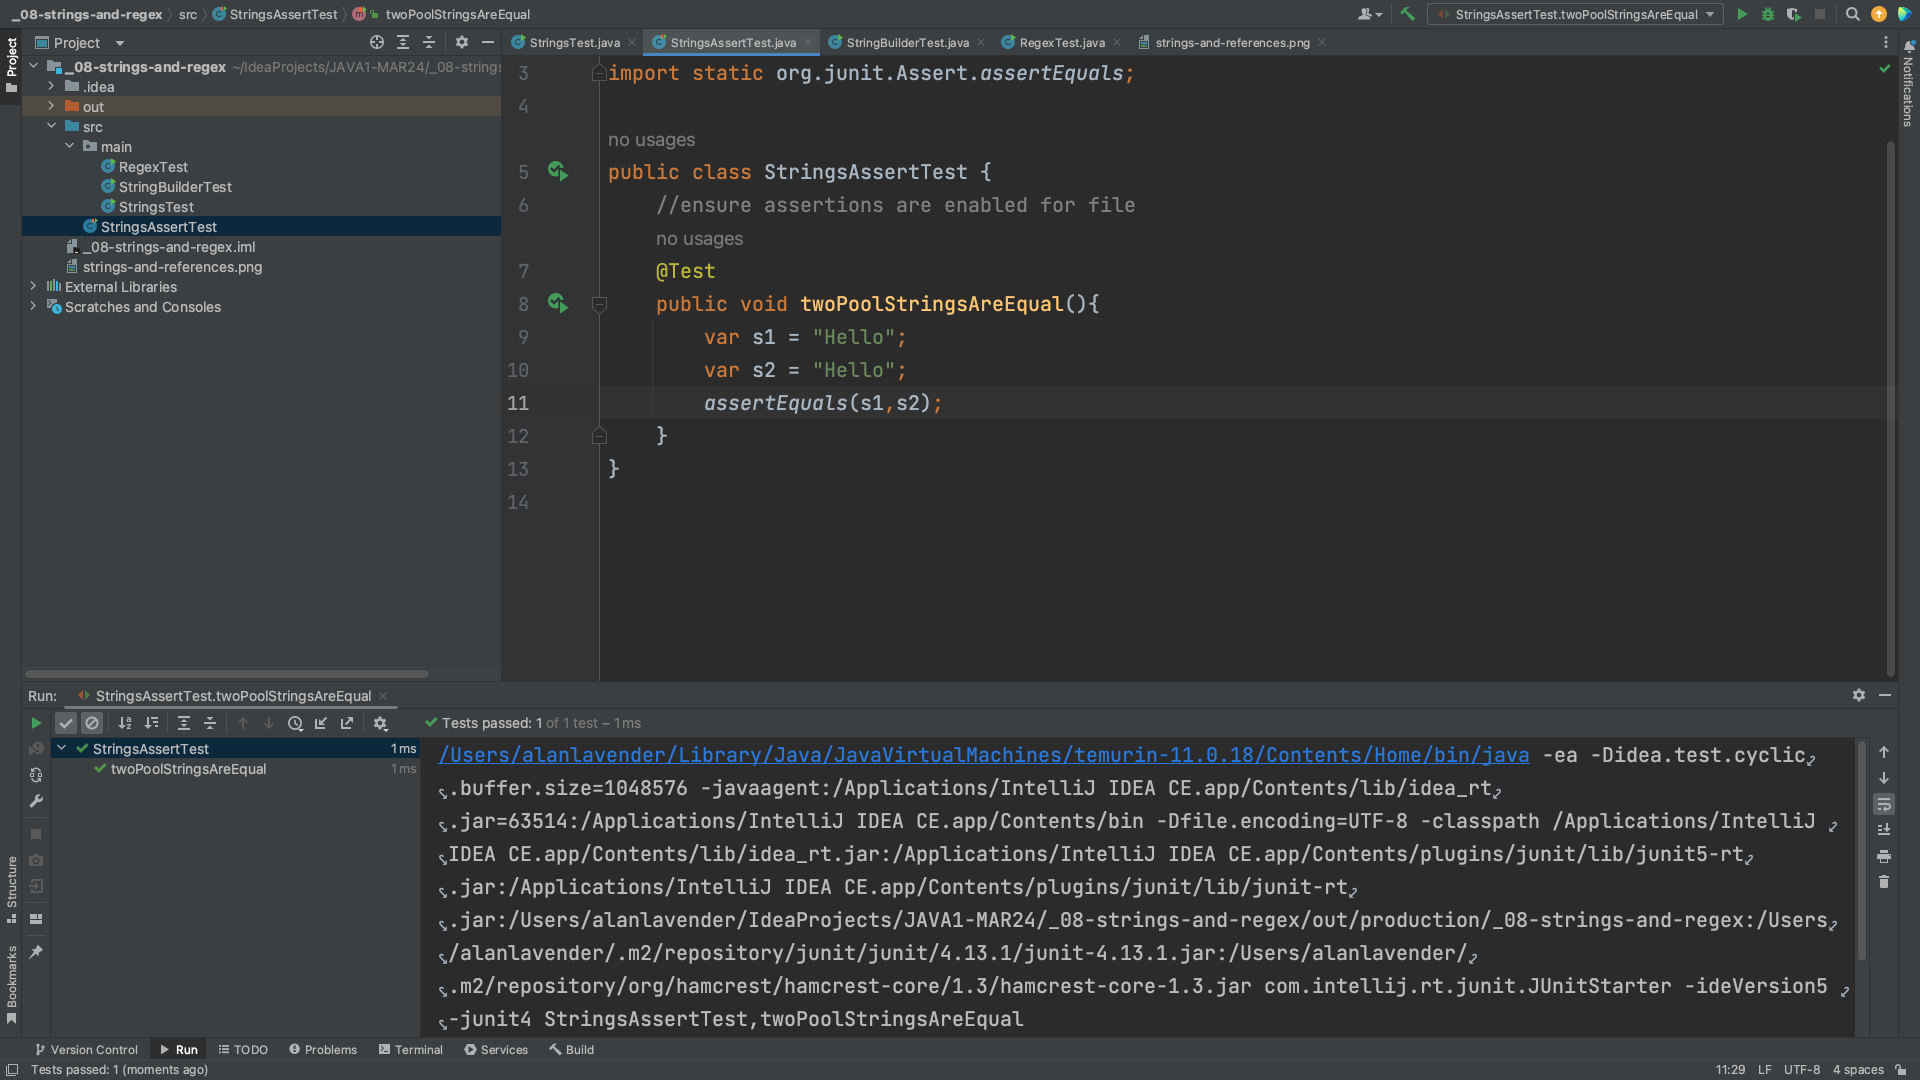 _08-strings-and-regex
src
StringsAssertTest
twoPoolStringsAreEqual
StringsAssertTest.twoPoolStringsAreEqual
Project
Project
StringsTest.java
StringsAssertTest.java
StringBuilderTest.java
RegexTest.java
strings-and-references.png
Notifications
_08-strings-and-regex ~/IdeaProjects/JAVA1-MAR24/_08-strings
.idea
out
src
main
RegexTest
StringBuilderTest
StringsTest
StringsAssertTest
_08-strings-and-regex.iml
strings-and-references.png
External Libraries
Scratches and Consoles
3 import static org.junit.Assert.assertEquals;
4
no usages
5 public class StringsAssertTest {
6 //ensure assertions are enabled for file
no usages
7 @Test
8 public void twoPoolStringsAreEqual(){
9 var s1 = "Hello";
10 var s2 = "Hello";
11 assertEquals(s1,s2);
12 }
13 }
14
Run: StringsAssertTest.twoPoolStringsAreEqual
Tests passed: 1 of 1 test – 1 ms
StringsAssertTest 1 ms
twoPoolStringsAreEqual 1 ms
/Users/alanlavender/Library/Java/JavaVirtualMachines/temurin-11.0.18/Contents/Home/bin/java -ea -Didea.test.cyclic
.buffer.size=1048576 -javaagent:/Applications/IntelliJ IDEA CE.app/Contents/lib/idea_rt
.jar=63514:/Applications/IntelliJ IDEA CE.app/Contents/bin -Dfile.encoding=UTF-8 -classpath /Applications/IntelliJ
IDEA CE.app/Contents/lib/idea_rt.jar:/Applications/IntelliJ IDEA CE.app/Contents/plugins/junit/lib/junit5-rt
.jar:/Applications/IntelliJ IDEA CE.app/Contents/plugins/junit/lib/junit-rt
.jar:/Users/alanlavender/IdeaProjects/JAVA1-MAR24/_08-strings-and-regex/out/production/_08-strings-and-regex:/Users
/alanlavender/.m2/repository/junit/junit/4.13.1/junit-4.13.1.jar:/Users/alanlavender/
.m2/repository/org/hamcrest/hamcrest-core/1.3/hamcrest-core-1.3.jar com.intellij.rt.junit.JUnitStarter -ideVersion5
-junit4 StringsAssertTest,twoPoolStringsAreEqual
Structure
Bookmarks
Version Control
Run
TODO
Problems
Terminal
Services
Build
Tests passed: 1 (moments ago)
11:29 LF UTF-8 4 spaces